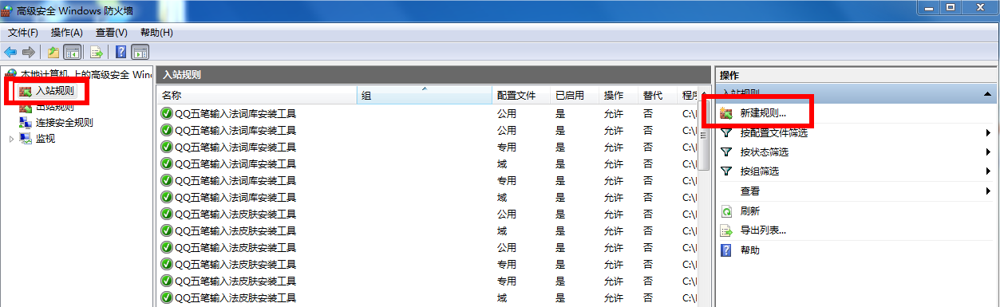 高级安全 Windows 防火墙
文件(F) 操作(A) 查看(V) 帮助(H)
本地计算机 上的高级安全 Wind
入站规则
出站规则
连接安全规则
监视
入站规则
名称 组 配置文件 已启用 操作 替代 程序
QQ五笔输入法词库安装工具 公用 是 允许 否 C:\
QQ五笔输入法词库安装工具 公用 是 允许 否 C:\
QQ五笔输入法词库安装工具 专用 是 允许 否 C:\
QQ五笔输入法词库安装工具 域 是 允许 否 C:\
QQ五笔输入法词库安装工具 专用 是 允许 否 C:\
QQ五笔输入法词库安装工具 域 是 允许 否 C:\
QQ五笔输入法皮肤安装工具 公用 是 允许 否 C:\
QQ五笔输入法皮肤安装工具 域 是 允许 否 C:\
QQ五笔输入法皮肤安装工具 公用 是 允许 否 C:\
QQ五笔输入法皮肤安装工具 专用 是 允许 否 C:\
QQ五笔输入法皮肤安装工具 专用 是 允许 否 C:\
QQ五笔输入法皮肤安装工具 域 是 允许 否 C:\
操作
入站规则
新建规则...
按配置文件筛选
按状态筛选
按组筛选
查看
刷新
导出列表...
帮助